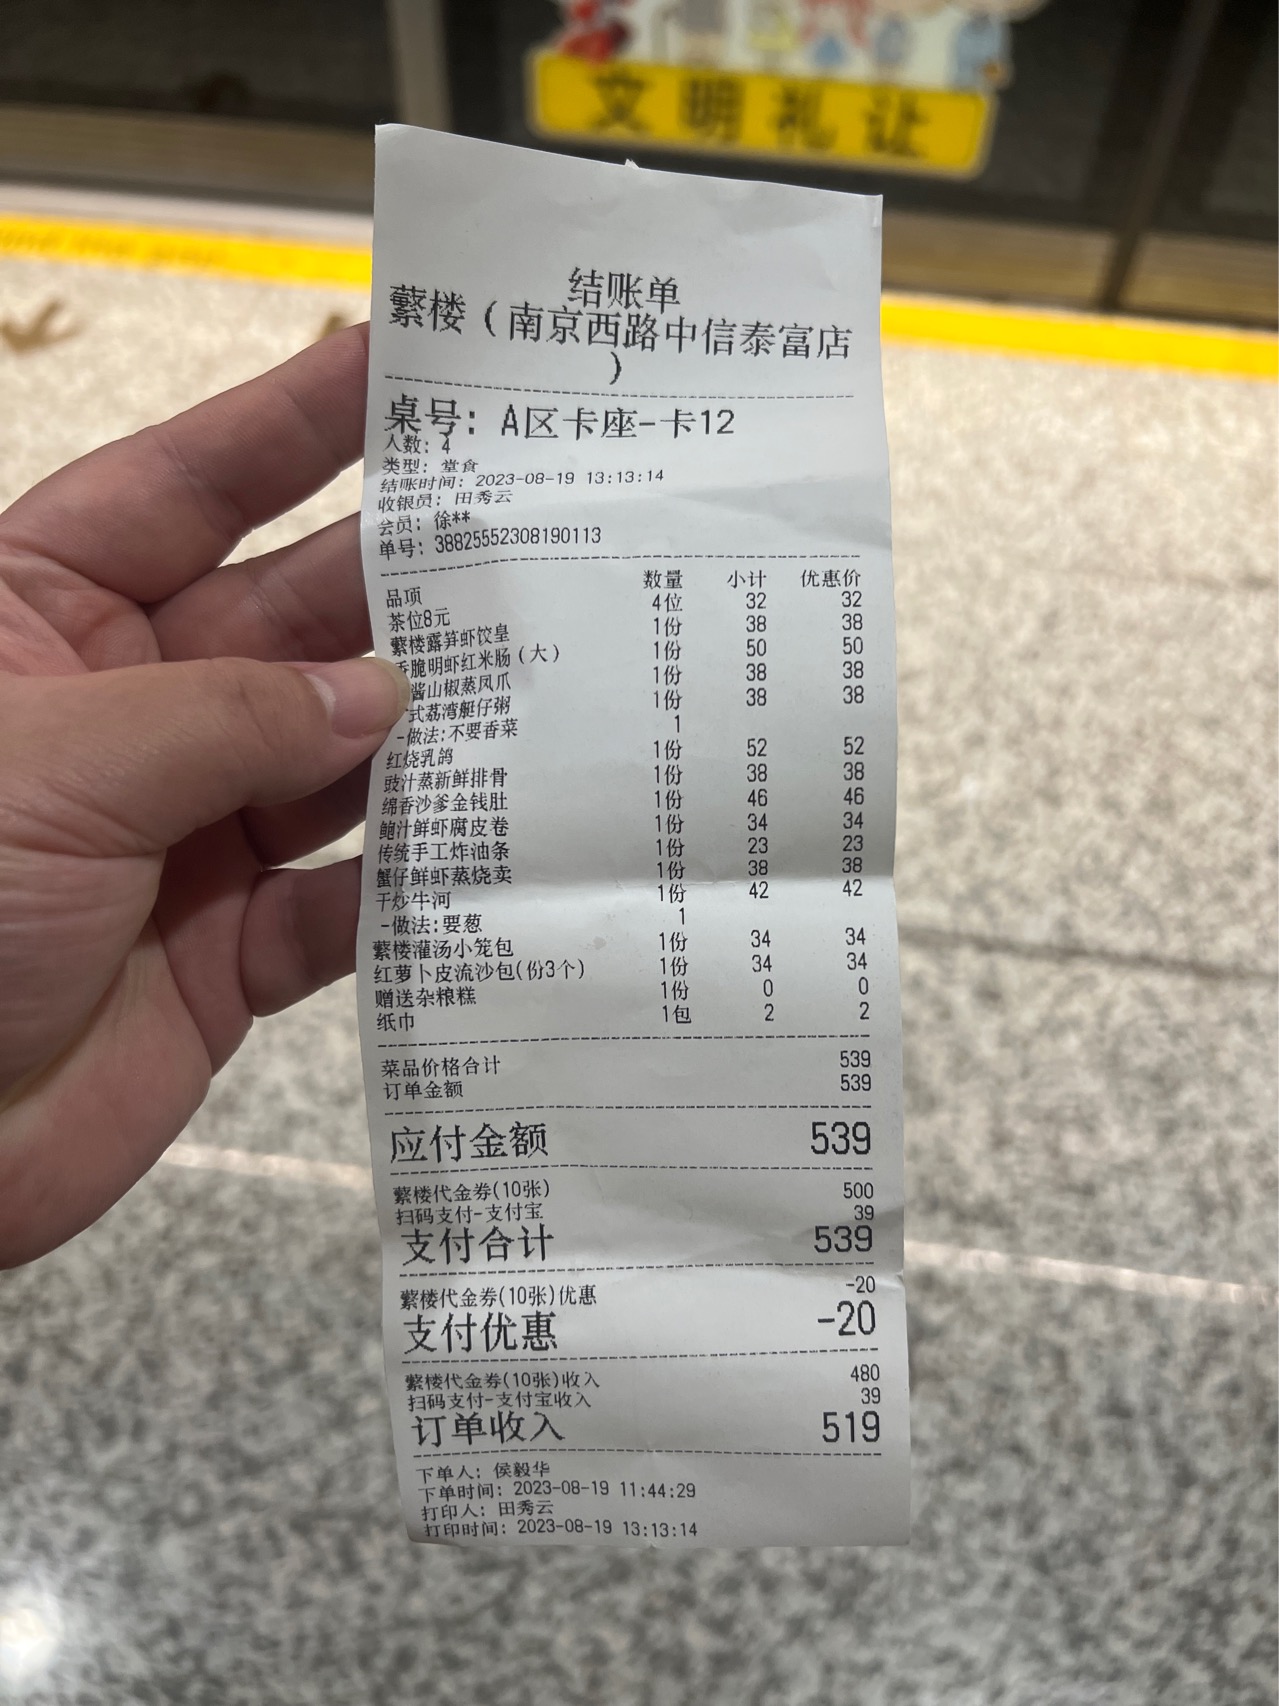 文明礼让
结账单
蘩楼（南京西路中信泰富店
）
桌号：A区卡座-卡12
人数：4
类型：堂食
结账时间：2023-08-19 13:13:14
收银员：田秀云
会员：徐**
单号：38825552308190113
品项 数量 小计 优惠价
茶位8元 4位 32 32
蘩楼露笋虾饺皇 1份 38 38
香脆明虾红米肠（大） 1份 50 50
酱山椒蒸凤爪 1份 38 38
式荔湾艇仔粥 1份 38 38
-做法:不要香菜 1
红烧乳鸽 1份 52 52
豉汁蒸新鲜排骨 1份 38 38
绵香沙爹金钱肚 1份 46 46
鲍汁鲜虾腐皮卷 1份 34 34
传统手工炸油条 1份 23 23
蟹仔鲜虾蒸烧卖 1份 38 38
干炒牛河 1份 42 42
-做法:要葱 1
蘩楼灌汤小笼包 1份 34 34
红萝卜皮流沙包(份3个) 1份 34 34
赠送杂粮糕 1份 0 0
纸巾 1包 2 2
菜品价格合计 539
订单金额 539
应付金额 539
蘩楼代金券(10张) 500
扫码支付-支付宝 39
支付合计 539
蘩楼代金券(10张)优惠 -20
支付优惠 -20
蘩楼代金券(10张)收入 480
扫码支付-支付宝收入 39
订单收入 519
下单人：侯毅华
下单时间：2023-08-19 11:44:29
打印人：田秀云
打印时间：2023-08-19 13:13:14